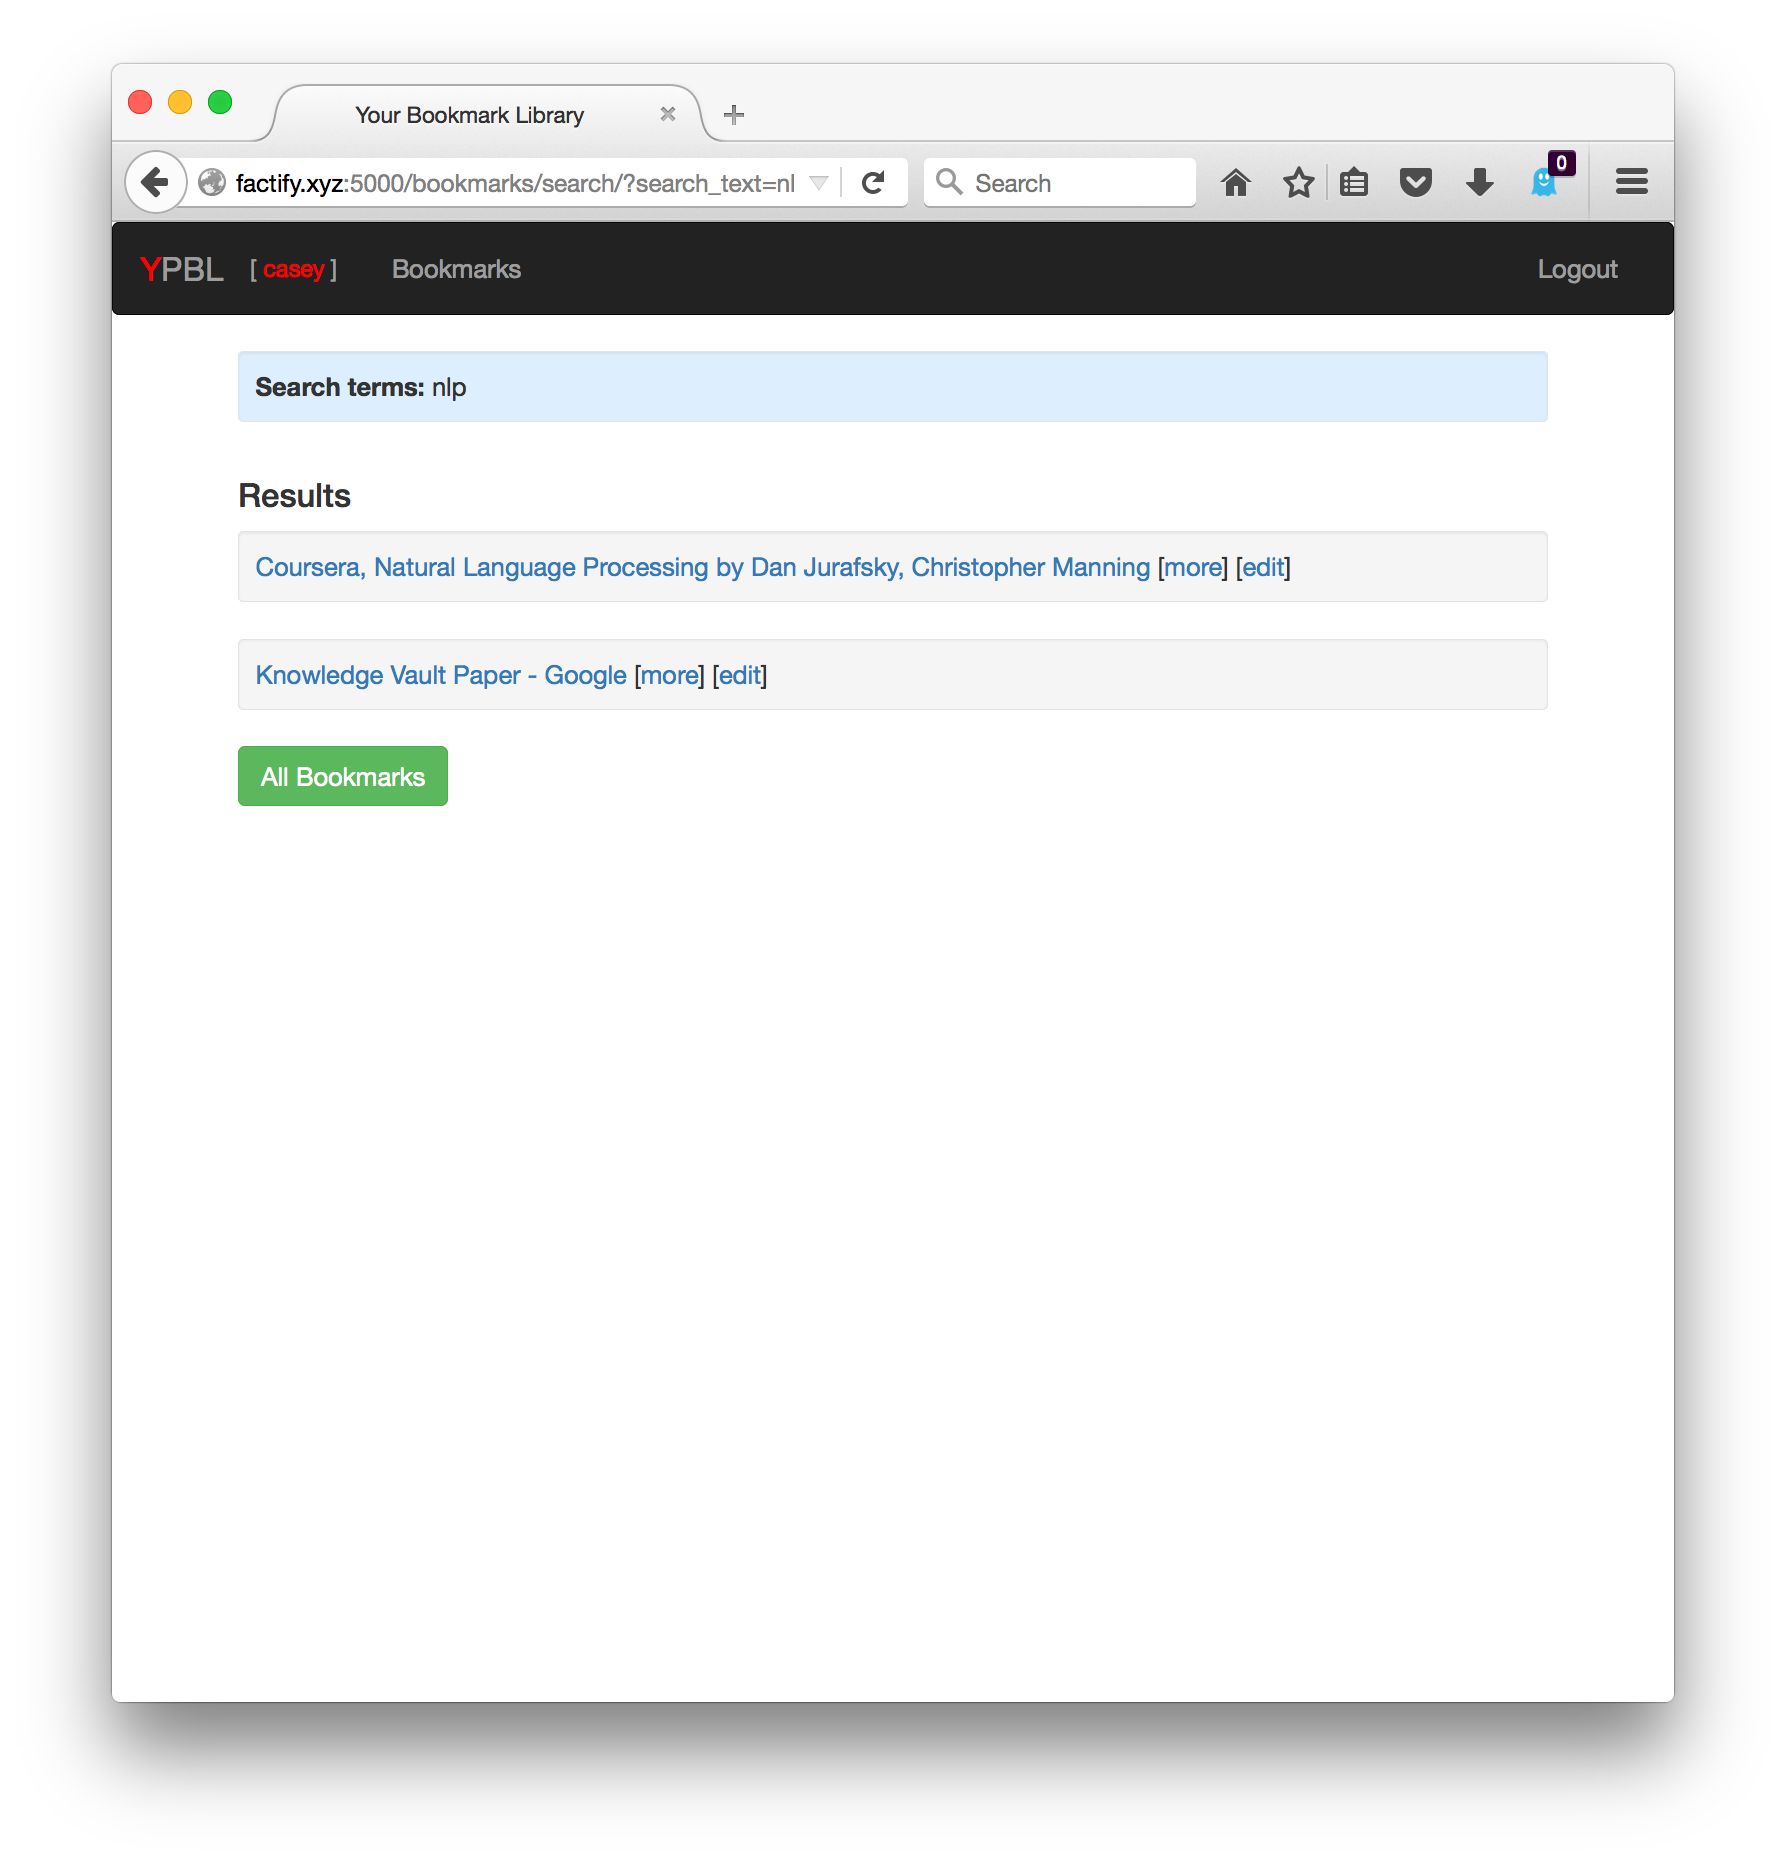 Your Bookmark Library
factify.xyz:5000/bookmarks/search/?search_text=nl
Search
0
YPBL [ casey ] Bookmarks Logout
Search terms: nlp
Results
Coursera, Natural Language Processing by Dan Jurafsky, Christopher Manning [more] [edit]
Knowledge Vault Paper - Google [more] [edit]
All Bookmarks